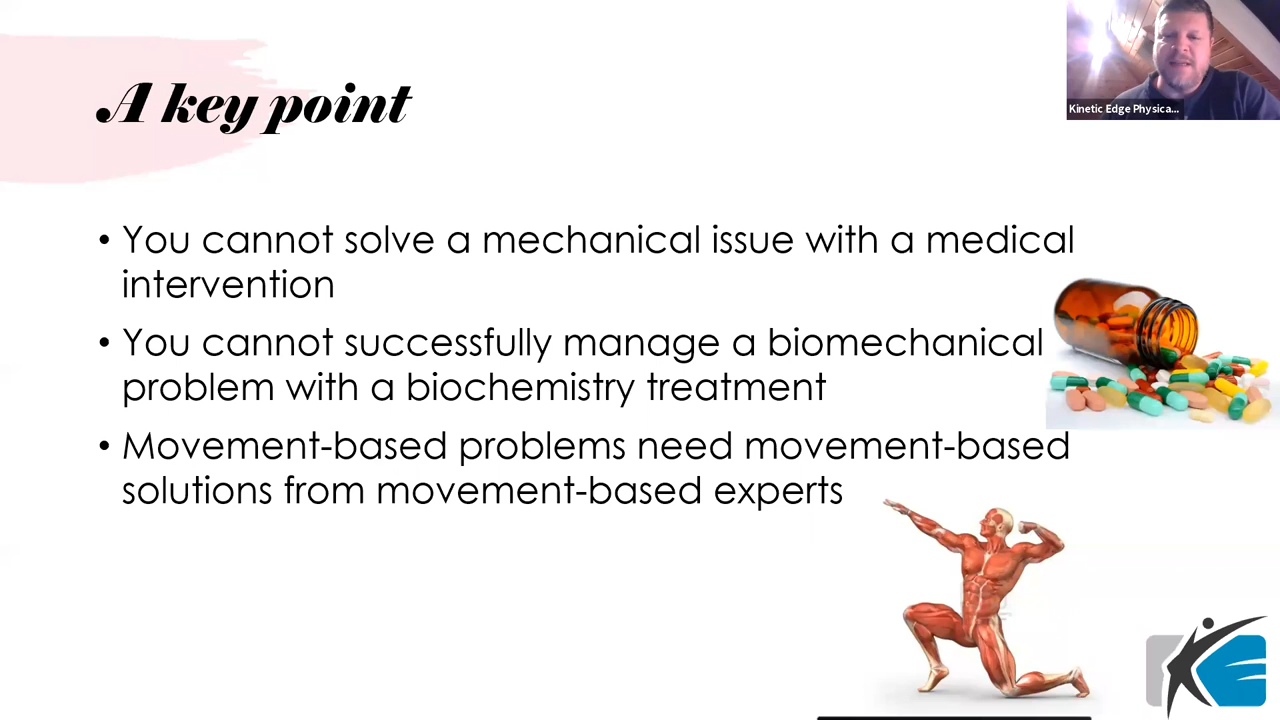 A key point
Kinetic Edge Physica...
• You cannot solve a mechanical issue with a medical
intervention
• You cannot successfully manage a biomechanical
problem with a biochemistry treatment
• Movement-based problems need movement-based
solutions from movement-based experts